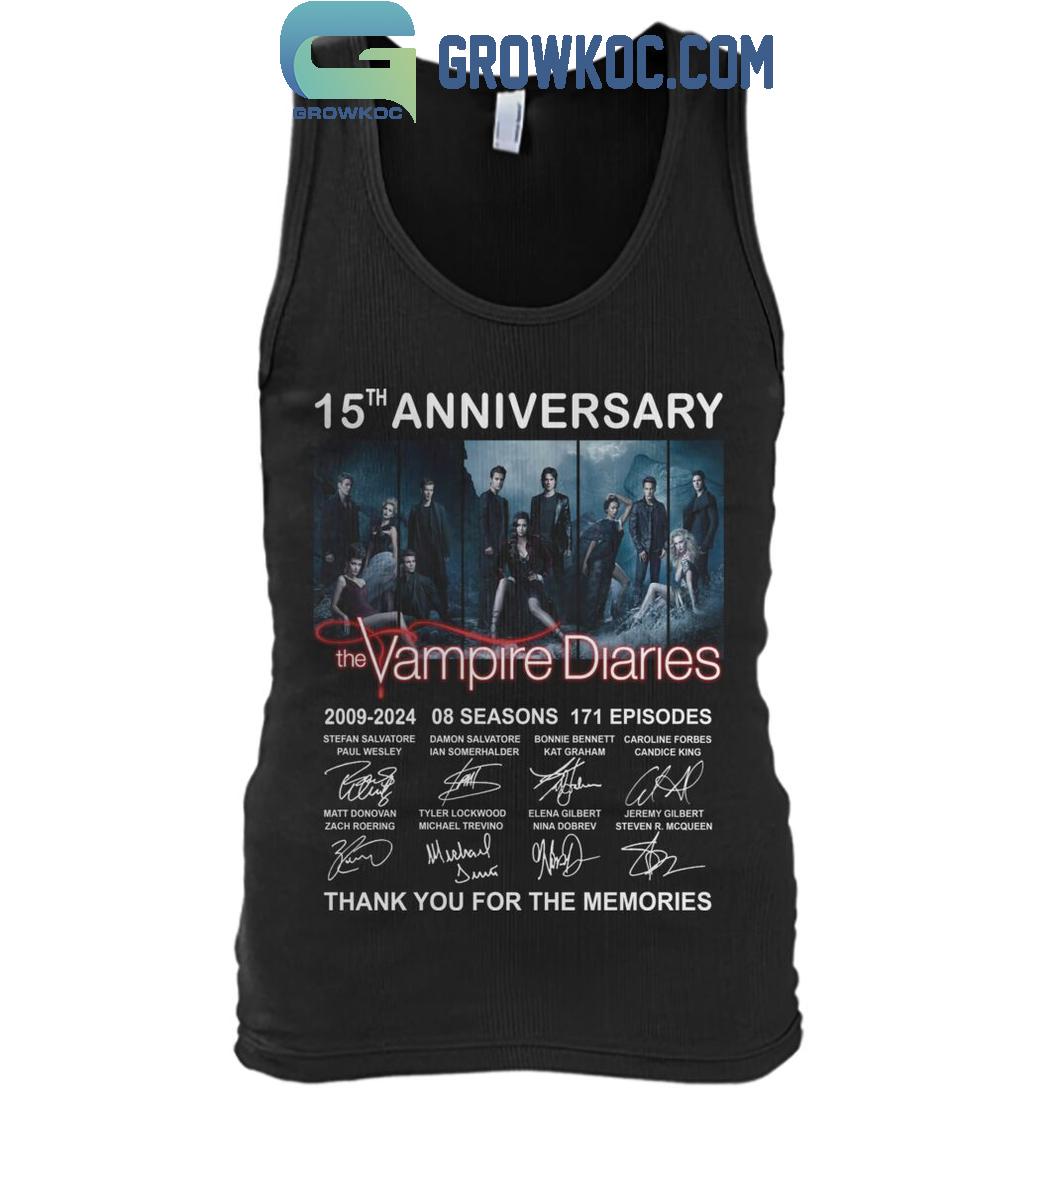 GROWKOC.COM
GROWKOC
15TH ANNIVERSARY
the Vampire Diaries
2009-2024 08 SEASONS 171 EPISODES
STEFAN SALVATORE DAMON SALVATORE BONNIE BENNETT CAROLINE FORBES
PAUL WESLEY IAN SOMERHALDER KAT GRAHAM CANDICE KING
MATT DONOVAN TYLER LOCKWOOD ELENA GILBERT JEREMY GILBERT
ZACH ROERING MICHAEL TREVINO NINA DOBREV STEVEN R. MCQUEEN
THANK YOU FOR THE MEMORIES